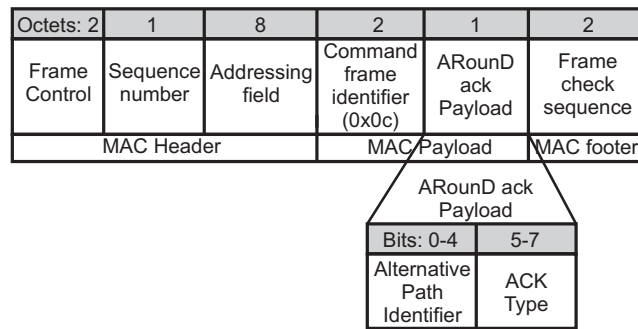 Octets: 2 1 8 2 1 2
Frame Control Sequence number Addressing field Command frame identifier (0x0c) ARounD ack Payload Frame check sequence
MAC Header MAC Payload MAC footer
ARounD ack
Payload
Bits: 0-4 5-7
Alternative Path Identifier ACK Type